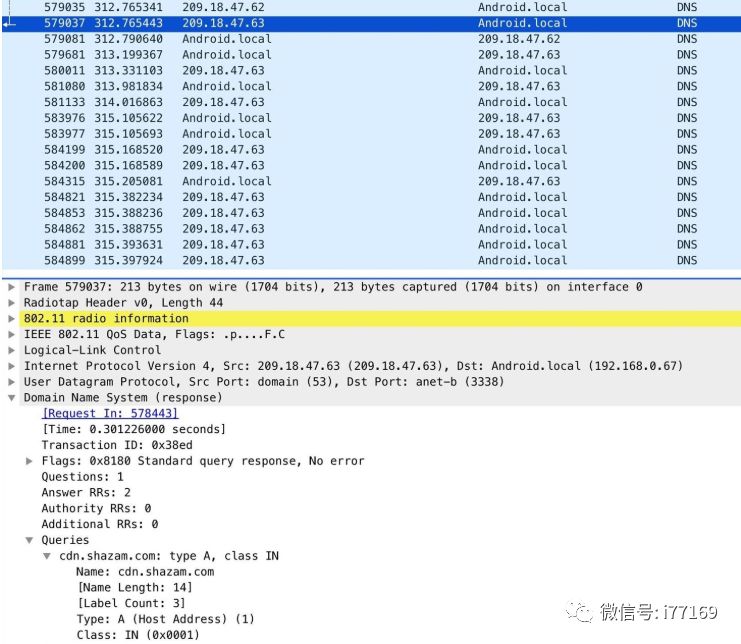 579035 312.765341 209.18.47.62 Android.local DNS
579037 312.765443 209.18.47.63 Android.local DNS
579081 312.790640 Android.local 209.18.47.62 DNS
579681 313.199367 Android.local 209.18.47.63 DNS
580011 313.331103 209.18.47.63 Android.local DNS
581080 313.981834 Android.local 209.18.47.63 DNS
581133 314.016863 209.18.47.63 Android.local DNS
583976 315.105622 Android.local 209.18.47.63 DNS
583977 315.105693 Android.local 209.18.47.63 DNS
584199 315.168520 209.18.47.63 Android.local DNS
584200 315.168589 209.18.47.63 Android.local DNS
584315 315.205081 Android.local 209.18.47.63 DNS
584821 315.382234 209.18.47.63 Android.local DNS
584853 315.388236 209.18.47.63 Android.local DNS
584862 315.388755 209.18.47.63 Android.local DNS
584881 315.393631 209.18.47.63 Android.local DNS
584899 315.397924 209.18.47.63 Android.local DNS
Frame 579037: 213 bytes on wire (1704 bits), 213 bytes captured (1704 bits) on interface 0
Radiotap Header v0, Length 44
802.11 radio information
IEEE 802.11 QoS Data, Flags: .p....F.C
Logical-Link Control
Internet Protocol Version 4, Src: 209.18.47.63 (209.18.47.63), Dst: Android.local (192.168.0.67)
User Datagram Protocol, Src Port: domain (53), Dst Port: anet-b (3338)
Domain Name System (response)
[Request In: 578443]
[Time: 0.301226000 seconds]
Transaction ID: 0x38ed
Flags: 0x8180 Standard query response, No error
Questions: 1
Answer RRs: 2
Authority RRs: 0
Additional RRs: 0
Queries
cdn.shazam.com: type A, class IN
Name: cdn.shazam.com
[Name Length: 14]
[Label Count: 3]
Type: A (Host Address) (1)
Class: IN (0x0001)
微信号: i77169